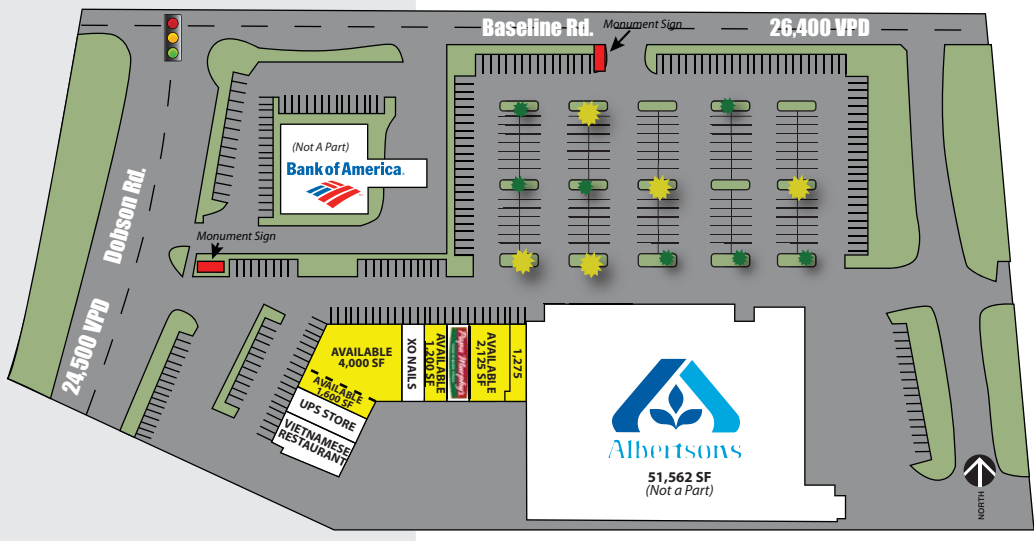 Baseline Rd.
Monument Sign
26,400 VPD
(Not A Part)
Bank of America.
Dobson Rd.
Monument Sign
24,500 VPD
AVAILABLE
4,000 SF
AVAILABLE
1,600 SF
UPS STORE
VIETNAMESE
RESTAURANT
XO NAILS
AVAILABLE
1,200 SF
Papa Murphy's
AVAILABLE
2,125 SF
1,275
Albertsons
51,562 SF
(Not a Part)
NORTH